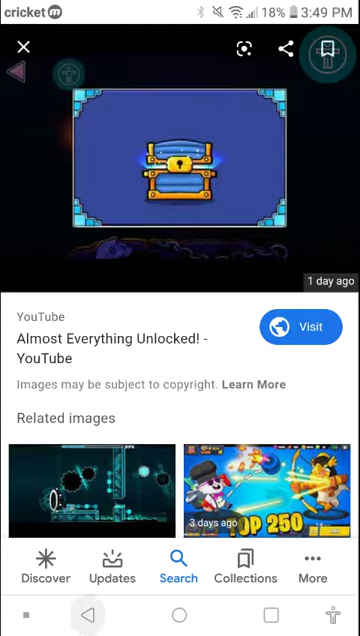 cricket m 18% 3:49 PM
1 day ago
YouTube
Almost Everything Unlocked! -
YouTube
Visit
Images may be subject to copyright. Learn More
Related images
3 days ago
TOP 250
Discover Updates Search Collections More